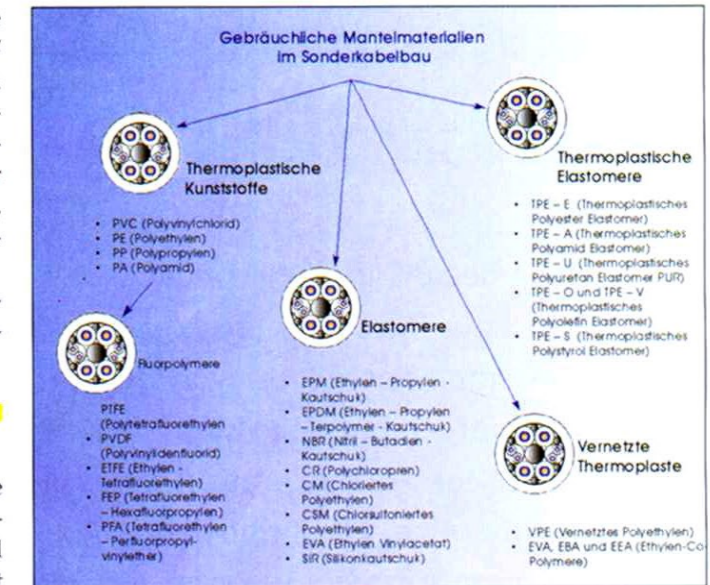 Gebräuchliche Mantelmaterialien
im Sonderkabelbau
Thermoplastische
Kunststoffe
• PVC (Polyvinylchlorid)
• PE (Polyethylen)
• PP (Polypropylen)
• PA (Polyamid)
Fluorpolymere
PTFE
(Polytetrafluorethylen
• PVDF
(Polyvinylidenfluorid)
• ETFE (Ethylen -
Tetrafluorethylen)
• FEP (Tetrafluorethylen
– Hexafluorpropylen)
• PFA (Tetrafluorethylen
– Perfluorpropyl-
vinylether)
Elastomere
• EPM (Ethylen – Propylen -
Kautschuk)
• EPDM (Ethylen – Propylen
– Terpolymer - Kautschuk)
• NBR (Nitril – Butadien -
Kautschuk)
• CR (Polychloropren)
• CM (Chloriertes
Polyethylen)
• CSM (Chlorsulfoniertes
Polyethylen)
• EVA (Ethylen Vinylacetat)
• SiR (Silikonkautschuk)
Thermoplastische
Elastomere
• TPE – E (Thermoplastisches
Polyester Elastomer)
• TPE – A (Thermoplastisches
Polyamid Elastomer)
• TPE – U (Thermoplastisches
Polyuretan Elastomer PUR)
• TPE – O und TPE – V
(Thermoplastisches
Polyolefin Elastomer)
• TPE – S (Thermoplastisches
Polystyrol Elastomer)
Vernetzte
Thermoplaste
• VPE (Vernetztes Polyethylen)
• EVA, EBA und EEA (Ethylen-Co-
Polymere)